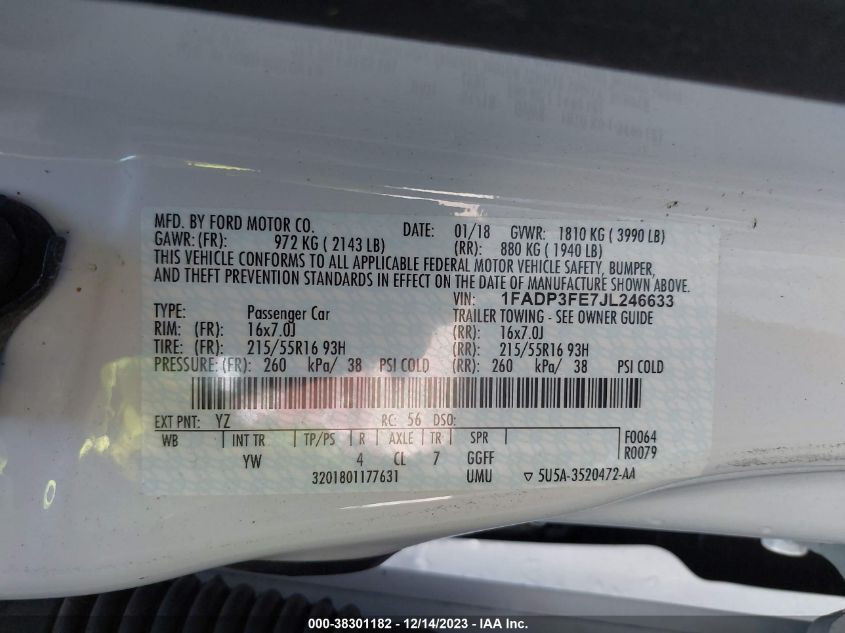 MFD. BY FORD MOTOR CO. DATE: 01/18 GVWR: 1810 KG ( 3990 LB)
GAWR: (FR): 972 KG ( 2143 LB) (RR): 880 KG ( 1940 LB)
THIS VEHICLE CONFORMS TO ALL APPLICABLE FEDERAL MOTOR VEHICLE SAFETY, BUMPER,
AND THEFT PREVENTION STANDARDS IN EFFECT ON THE DATE OF MANUFACTURE SHOWN ABOVE.
VIN: 1FADP3FE7JL246633
TYPE: Passenger Car TRAILER TOWING - SEE OWNER GUIDE
RIM: (FR): 16x7.0J (RR): 16x7.0J
TIRE: (FR): 215/55R16 93H (RR): 215/55R16 93H
PRESSURE: (FR): 260 kPa/ 38 PSI COLD (RR): 260 kPa/ 38 PSI COLD
EXT PNT: YZ RC: 56 DSO:
WB INT TR TP/PS R AXLE TR SPR F0064
YW 4 CL 7 GGFF R0079
3201801177631 UMU ▽ 5U5A-3520472-AA
000-38301182 - 12/14/2023 - IAAI.com.